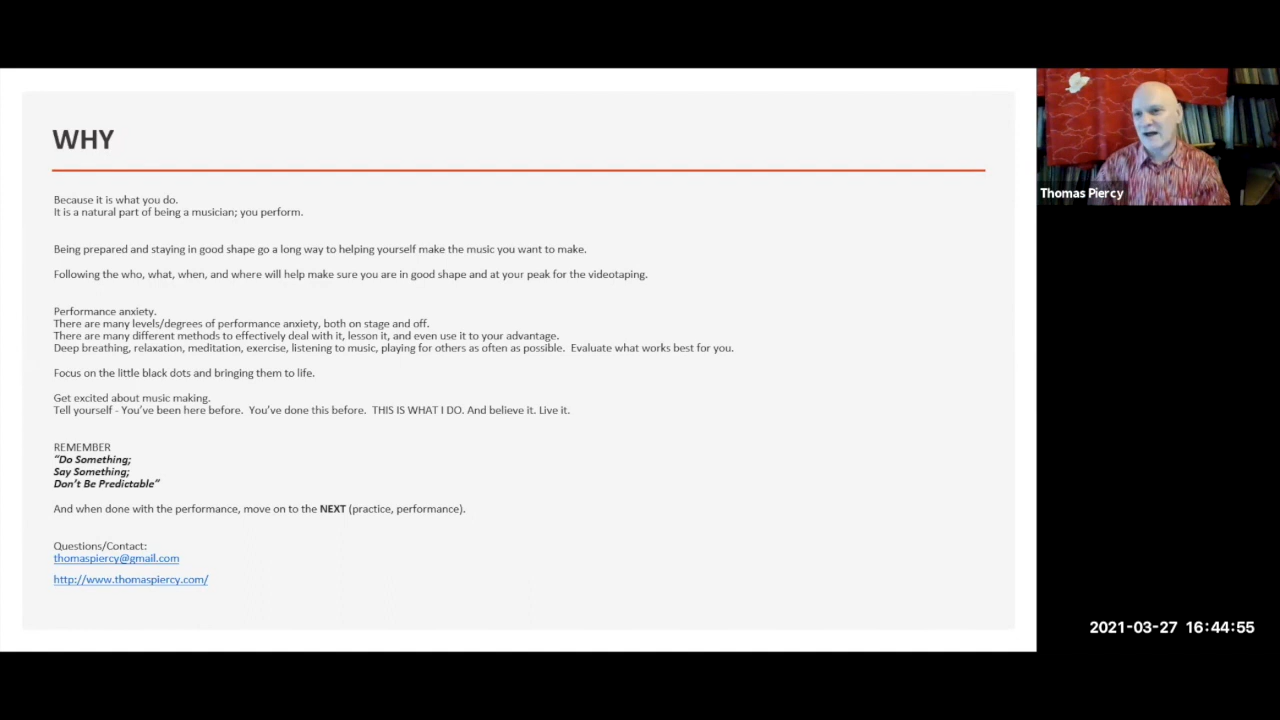 WHY
Because it is what you do.
It is a natural part of being a musician; you perform.
Being prepared and staying in good shape go a long way to helping yourself make the music you want to make.
Following the who, what, when, and where will help make sure you are in good shape and at your peak for the videotaping.
Performance anxiety.
There are many levels/degrees of performance anxiety, both on stage and off.
There are many different methods to effectively deal with it, lesson it, and even use it to your advantage.
Deep breathing, relaxation, meditation, exercise, listening to music, playing for others as often as possible.  Evaluate what works best for you.
Focus on the little black dots and bringing them to life.
Get excited about music making.
Tell yourself - You’ve been here before.  You’ve done this before.  THIS IS WHAT I DO. And believe it. Live it.
REMEMBER
“Do Something;
Say Something;
Don’t Be Predictable”
And when done with the performance, move on to the NEXT (practice, performance).
Questions/Contact:
thomaspiercy@gmail.com
http://www.thomaspiercy.com/
Thomas Piercy
2021-03-27 16:44:55